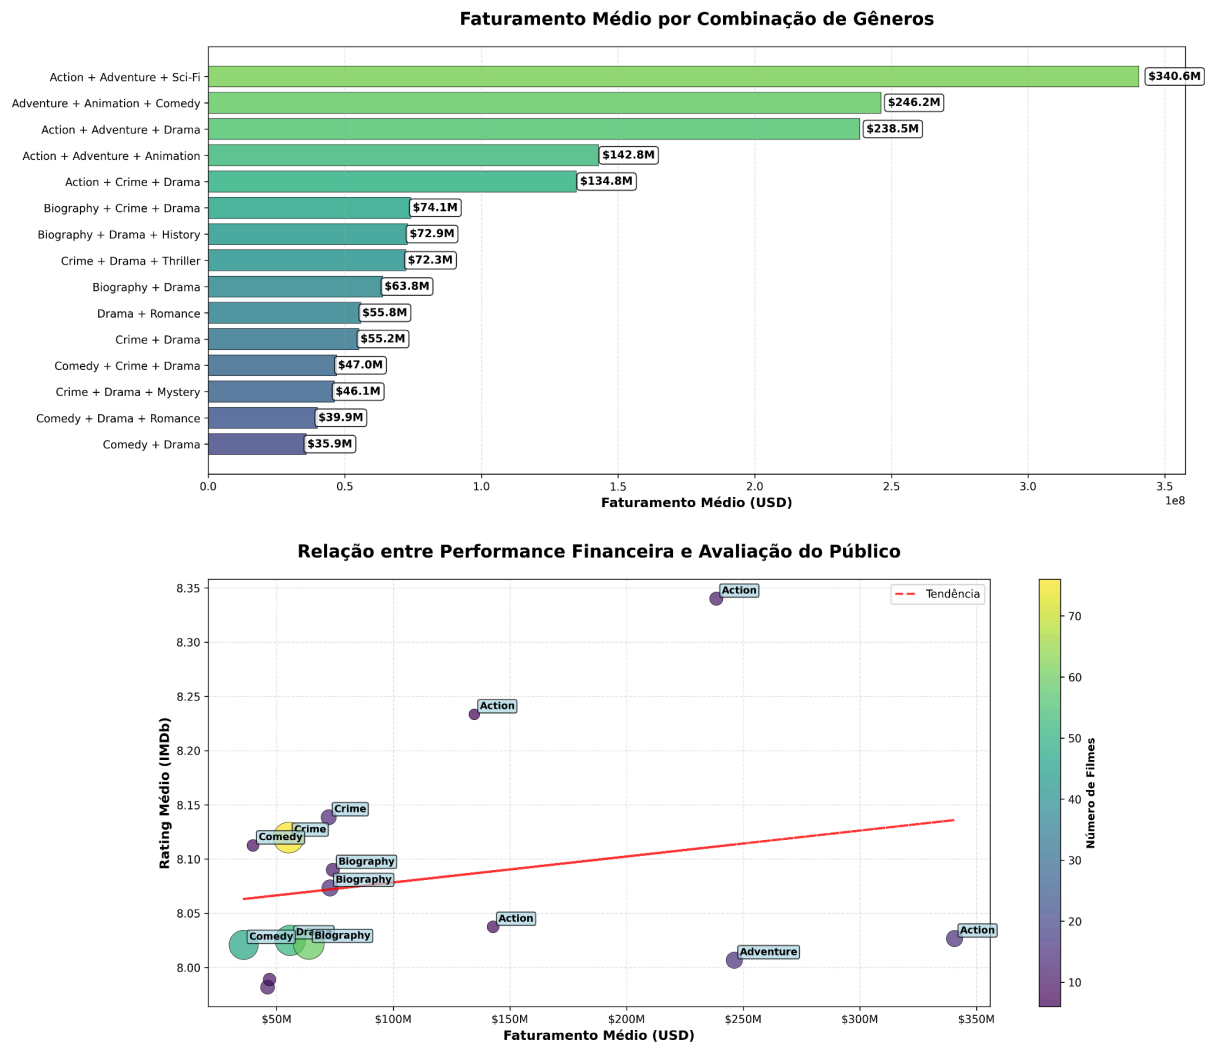 Faturamento Médio por Combinação de Gêneros
Action + Adventure + Sci-Fi
$340.6M
Adventure + Animation + Comedy
$246.2M
Action + Adventure + Drama
$238.5M
Action + Adventure + Animation
$142.8M
Action + Crime + Drama
$134.8M
Biography + Crime + Drama
$74.1M
Biography + Drama + History
$72.9M
Crime + Drama + Thriller
$72.3M
Biography + Drama
$63.8M
Drama + Romance
$55.8M
Crime + Drama
$55.2M
Comedy + Crime + Drama
$47.0M
Crime + Drama + Mystery
$46.1M
Comedy + Drama + Romance
$39.9M
Comedy + Drama
$35.9M
0.0 0.5 1.0 1.5 2.0 2.5 3.0 3.5
1e8
Faturamento Médio (USD)
Relação entre Performance Financeira e Avaliação do Público
Tendência
8.35
8.30
8.25
8.20
8.15
8.10
8.05
8.00
Rating Médio (IMDb)
Action
Action
Crime
Crime
Comedy
Biography
Biography
Action
Comedy
Biography
Action
Adventure
$50M $100M $150M $200M $250M $300M $350M
Faturamento Médio (USD)
70
60
50
40
30
20
10
Número de Filmes